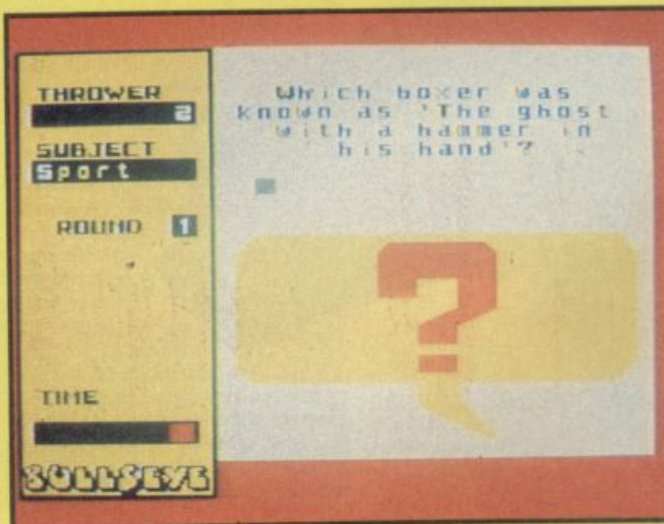 THROWER
2
SUBJECT
Sport
ROUND 1
TIME
BULLSEYE
Which boxer was
known as 'The ghost
with a hammer in
his hand'?
?